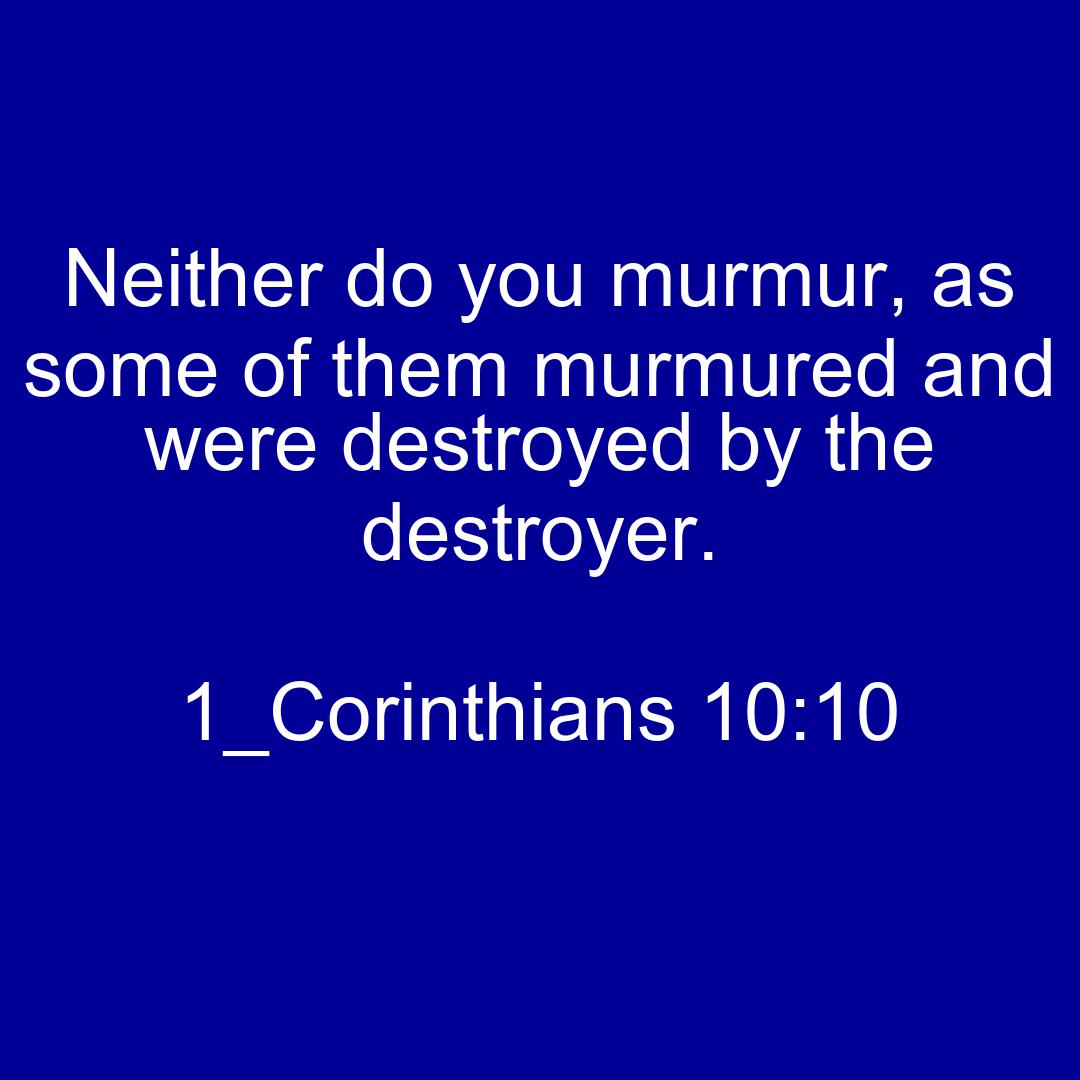 Neither do you murmur, as
some of them murmured and
were destroyed by the
destroyer.
1_Corinthians 10:10